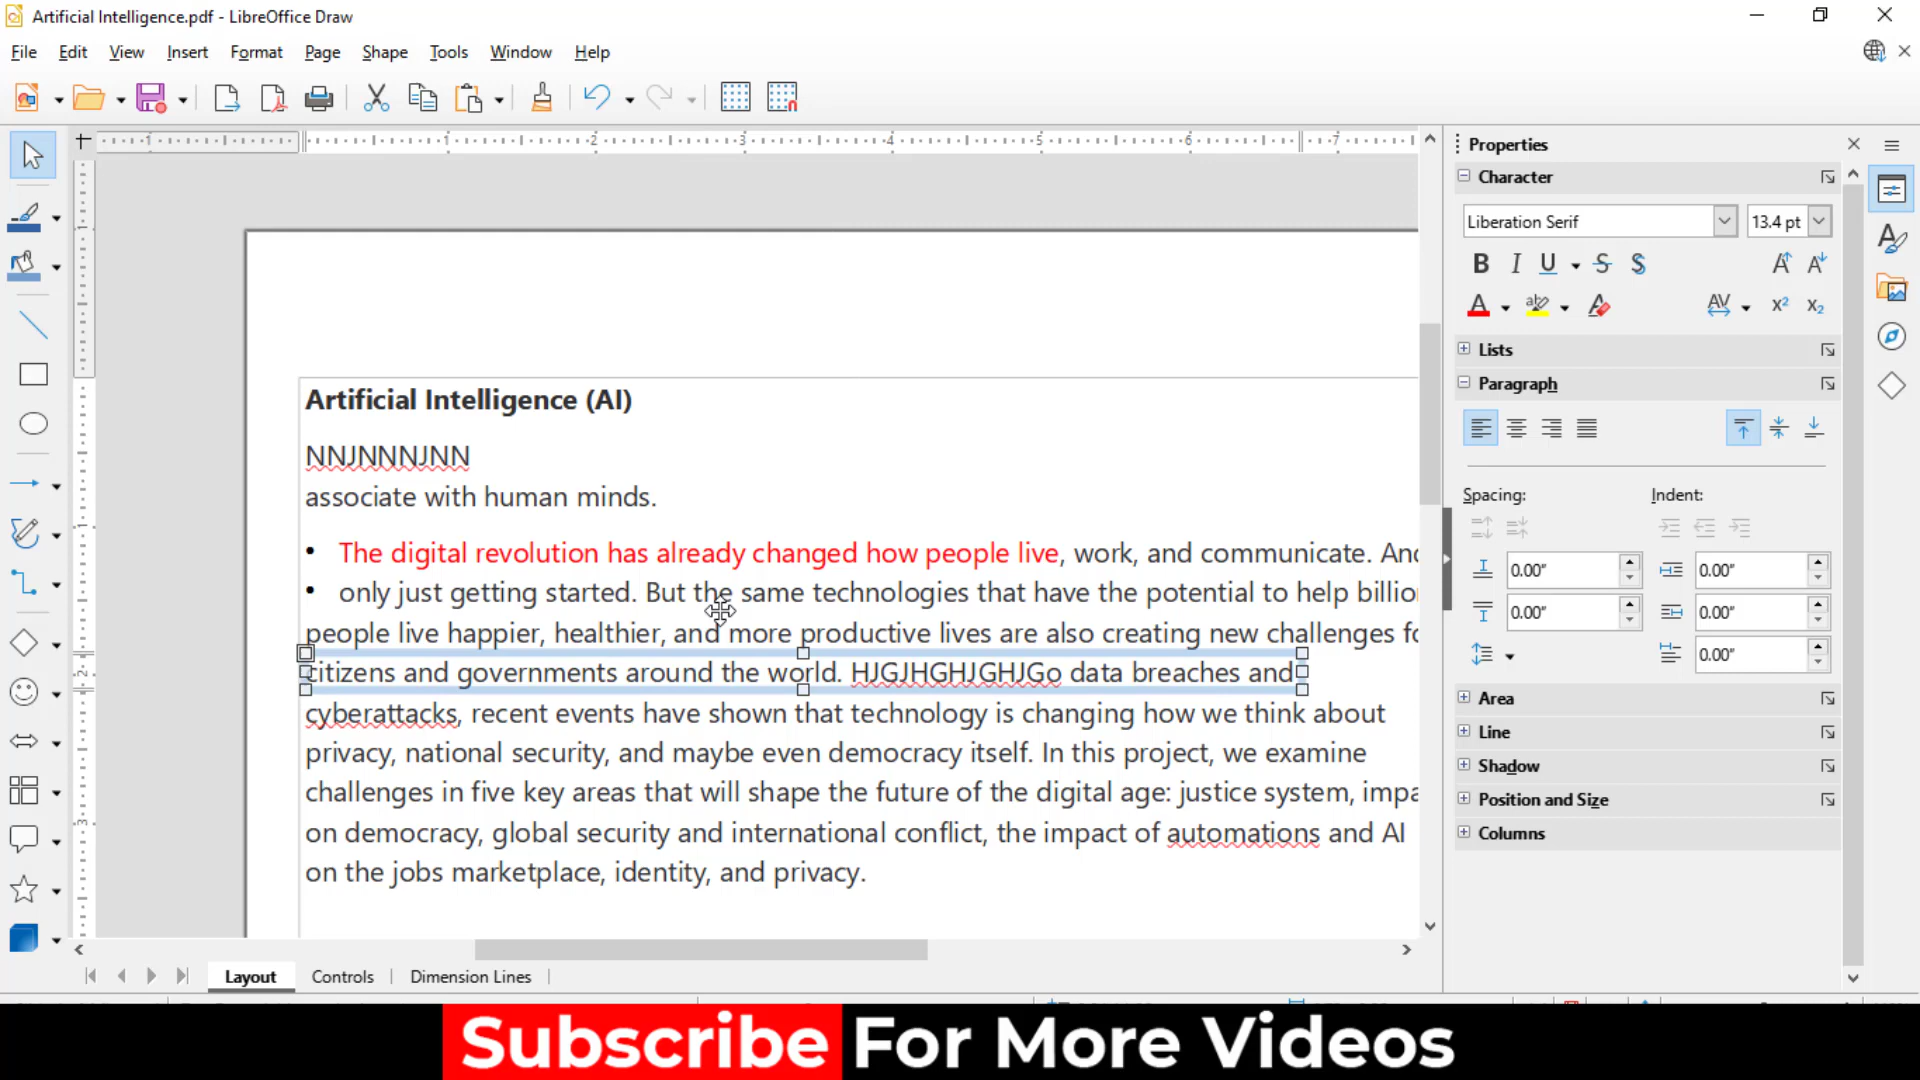 Artificial Intelligence.pdf - LibreOffice Draw
File Edit View Insert Format Page Shape Tools Window Help
Properties
Character
Liberation Serif 13.4 pt
Lists
Paragraph
Spacing: Indent:
0.00" 0.00"
0.00" 0.00"
0.00"
Area
Line
Shadow
Position and Size
Columns
Artificial Intelligence (AI)
NNJNNNJNN
associate with human minds.
• The digital revolution has already changed how people live, work, and communicate. And
• only just getting started. But the same technologies that have the potential to help billio
people live happier, healthier, and more productive lives are also creating new challenges fo
citizens and governments around the world. HJGJHGHJGHJGo data breaches and
cyberattacks, recent events have shown that technology is changing how we think about
privacy, national security, and maybe even democracy itself. In this project, we examine
challenges in five key areas that will shape the future of the digital age: justice system, impa
on democracy, global security and international conflict, the impact of automations and AI
on the jobs marketplace, identity, and privacy.
Layout Controls Dimension Lines
Subscribe For More Videos